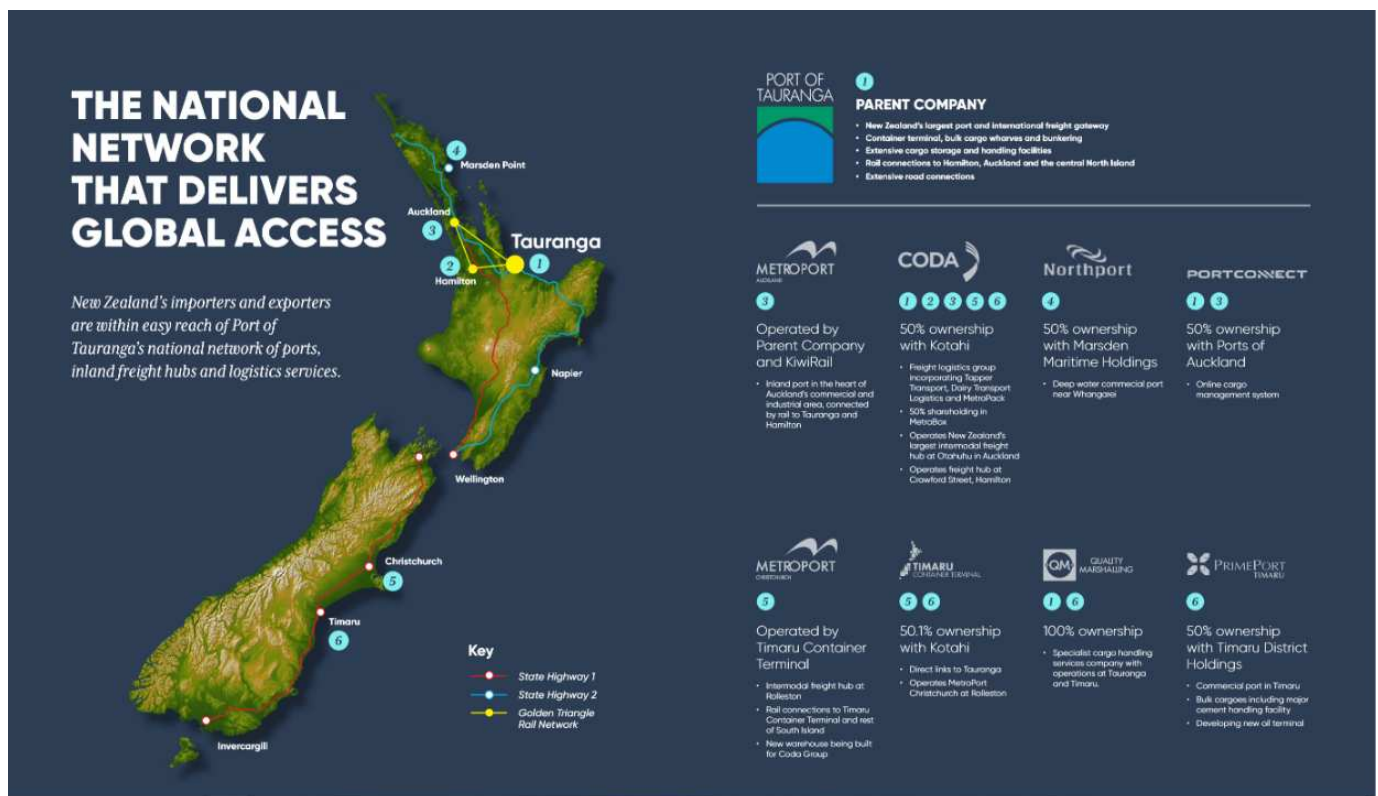 THE NATIONAL
NETWORK
THAT DELIVERS
GLOBAL ACCESS
New Zealand's importers and exporters
are within easy reach of Port of
Tauranga's national network of ports,
inland freight hubs and logistics services.
4
Marsden Point
Auckland
3
Tauranga
1
2
Hamilton
Napier
Wellington
Christchurch
5
Timaru
6
Invercargill
Key
State Highway 1
State Highway 2
Golden Triangle
Rail Network
PORT OF
TAURANGA
1
PARENT COMPANY
• New Zealand's largest port and international freight gateway
• Container terminal, bulk cargo wharves and bunkering
• Extensive cargo storage and handling facilities
• Rail connections to Hamilton, Auckland and the central North Island
• Extensive road connections
METROPORT
AUCKLAND
3
Operated by
Parent Company
and KiwiRail
• Inland port in the heart of
Auckland's commercial and
industrial area, connected
by rail to Tauranga and
Hamilton
CODA
1 2 3 5 6
50% ownership
with Kotahi
• Freight logistics group
incorporating Tapper
Transport, Dairy Transport
Logistics and MetroPack
• 50% shareholding in
MetroBox
• Operates New Zealand's
largest intermodal freight
hub at Otahuhu in Auckland
• Operates freight hub at
Crawford Street, Hamilton
Northport
4
50% ownership
with Marsden
Maritime Holdings
• Deep water commecial port
near Whangarei
PORTCONNECT
1 3
50% ownership
with Ports of
Auckland
• Online cargo
management system
METROPORT
CHRISTCHURCH
5
Operated by
Timaru Container
Terminal
• Intermodal freight hub at
Rolleston
• Rail connections to Timaru
Container Terminal and rest
of South Island
• New warehouse being built
for Coda Group
TIMARU
CONTAINER TERMINAL
5 6
50.1% ownership
with Kotahi
• Direct links to Tauranga
• Operates MetroPort
Christchurch at Rolleston
QM
QUALITY
MARSHALLING
1 6
100% ownership
• Specialist cargo handling
services company with
operations at Tauranga
and Timaru.
PRIMEPORT
TIMARU
6
50% ownership
with Timaru District
Holdings
• Commercial port in Timaru
• Bulk cargoes including major
cement handling facility
• Developing new oil terminal